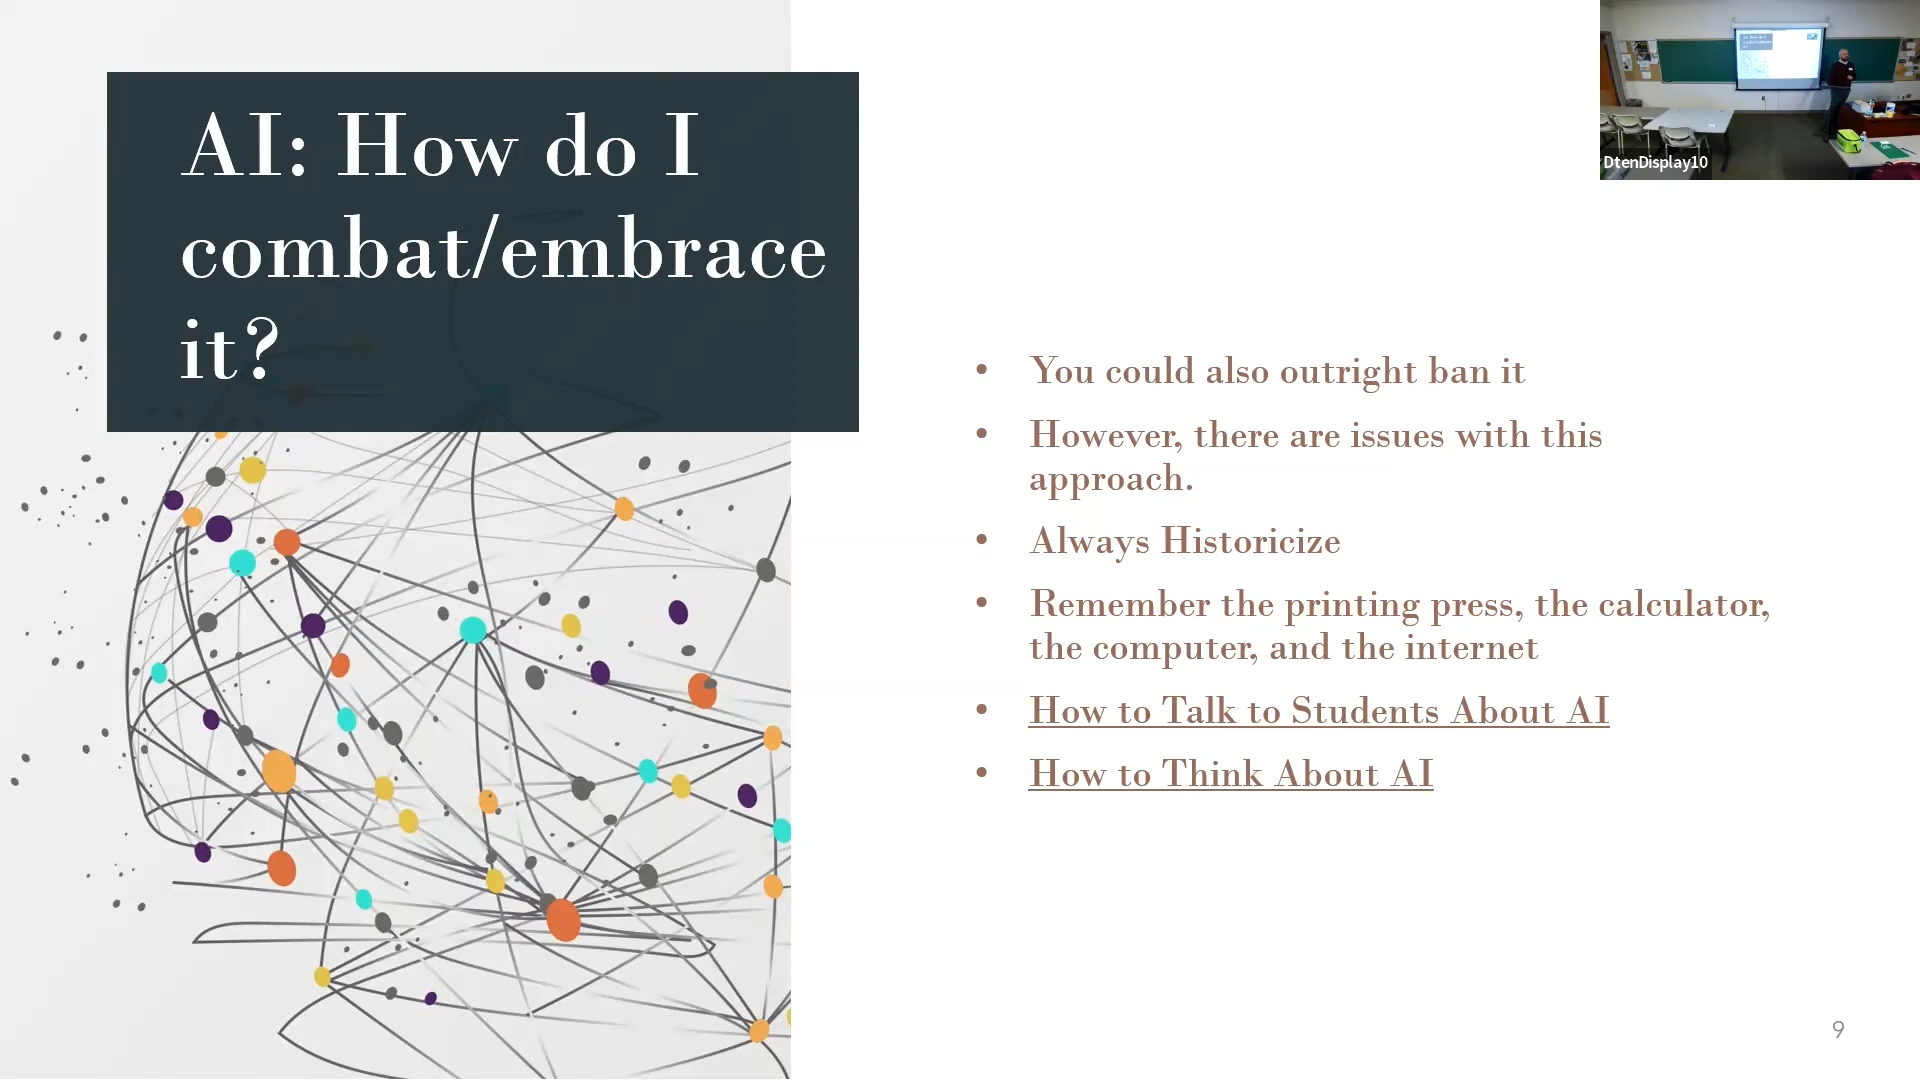 AI: How do I
combat/embrace
it?
• You could also outright ban it
• However, there are issues with this
approach.
• Always Historicize
• Remember the printing press, the calculator,
the computer, and the internet
• How to Talk to Students About AI
• How to Think About AI
DtenDisplay10
9